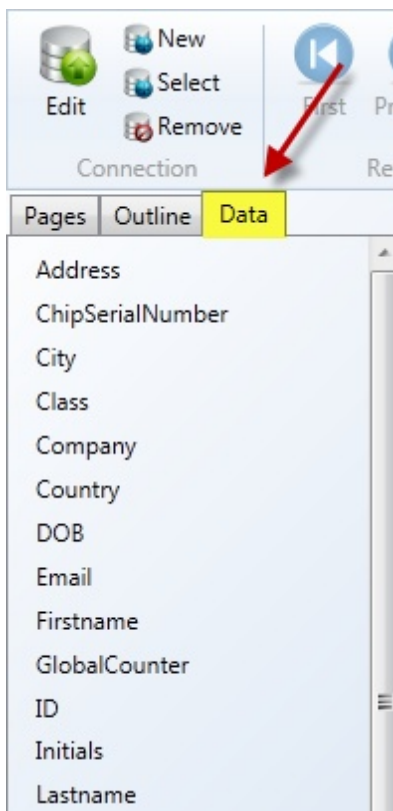 New
Select
Remove
Edit
First
Connection
Pages Outline Data
Address
ChipSerialNumber
City
Class
Company
Country
DOB
Email
Firstname
GlobalCounter
ID
Initials
Lastname